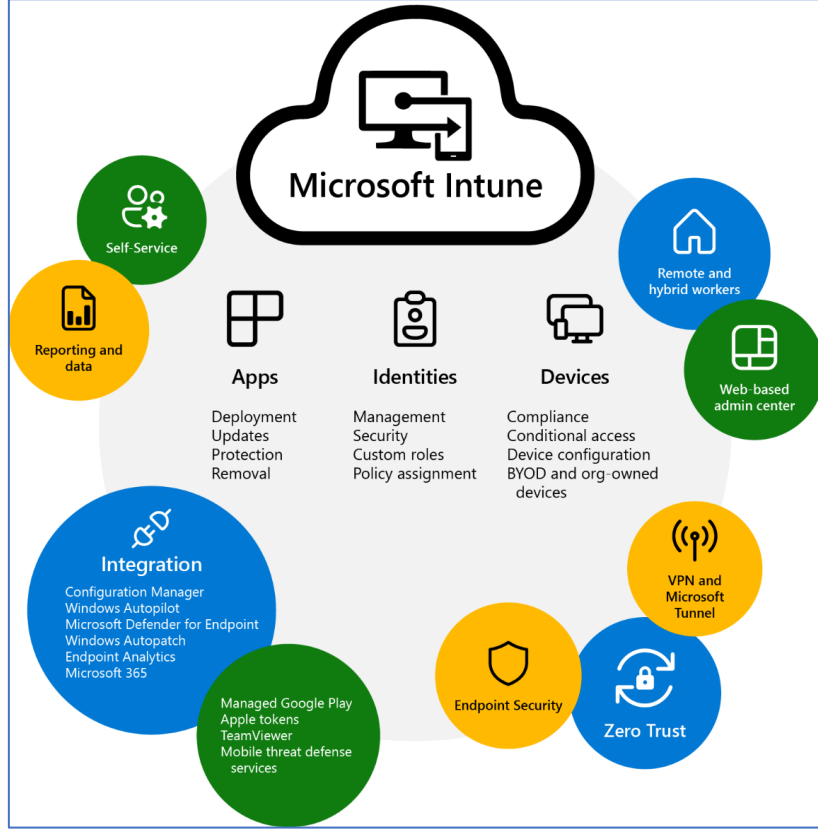 Microsoft Intune
Self-Service
Reporting and
data
Remote and
hybrid workers
Web-based
admin center
Apps
Deployment
Updates
Protection
Removal
Identities
Management
Security
Custom roles
Policy assignment
Devices
Compliance
Conditional access
Device configuration
BYOD and org-owned
devices
Integration
Configuration Manager
Windows Autopilot
Microsoft Defender for Endpoint
Windows Autopatch
Endpoint Analytics
Microsoft 365
Managed Google Play
Apple tokens
TeamViewer
Mobile threat defense
services
VPN and
Microsoft
Tunnel
Endpoint Security
Zero Trust